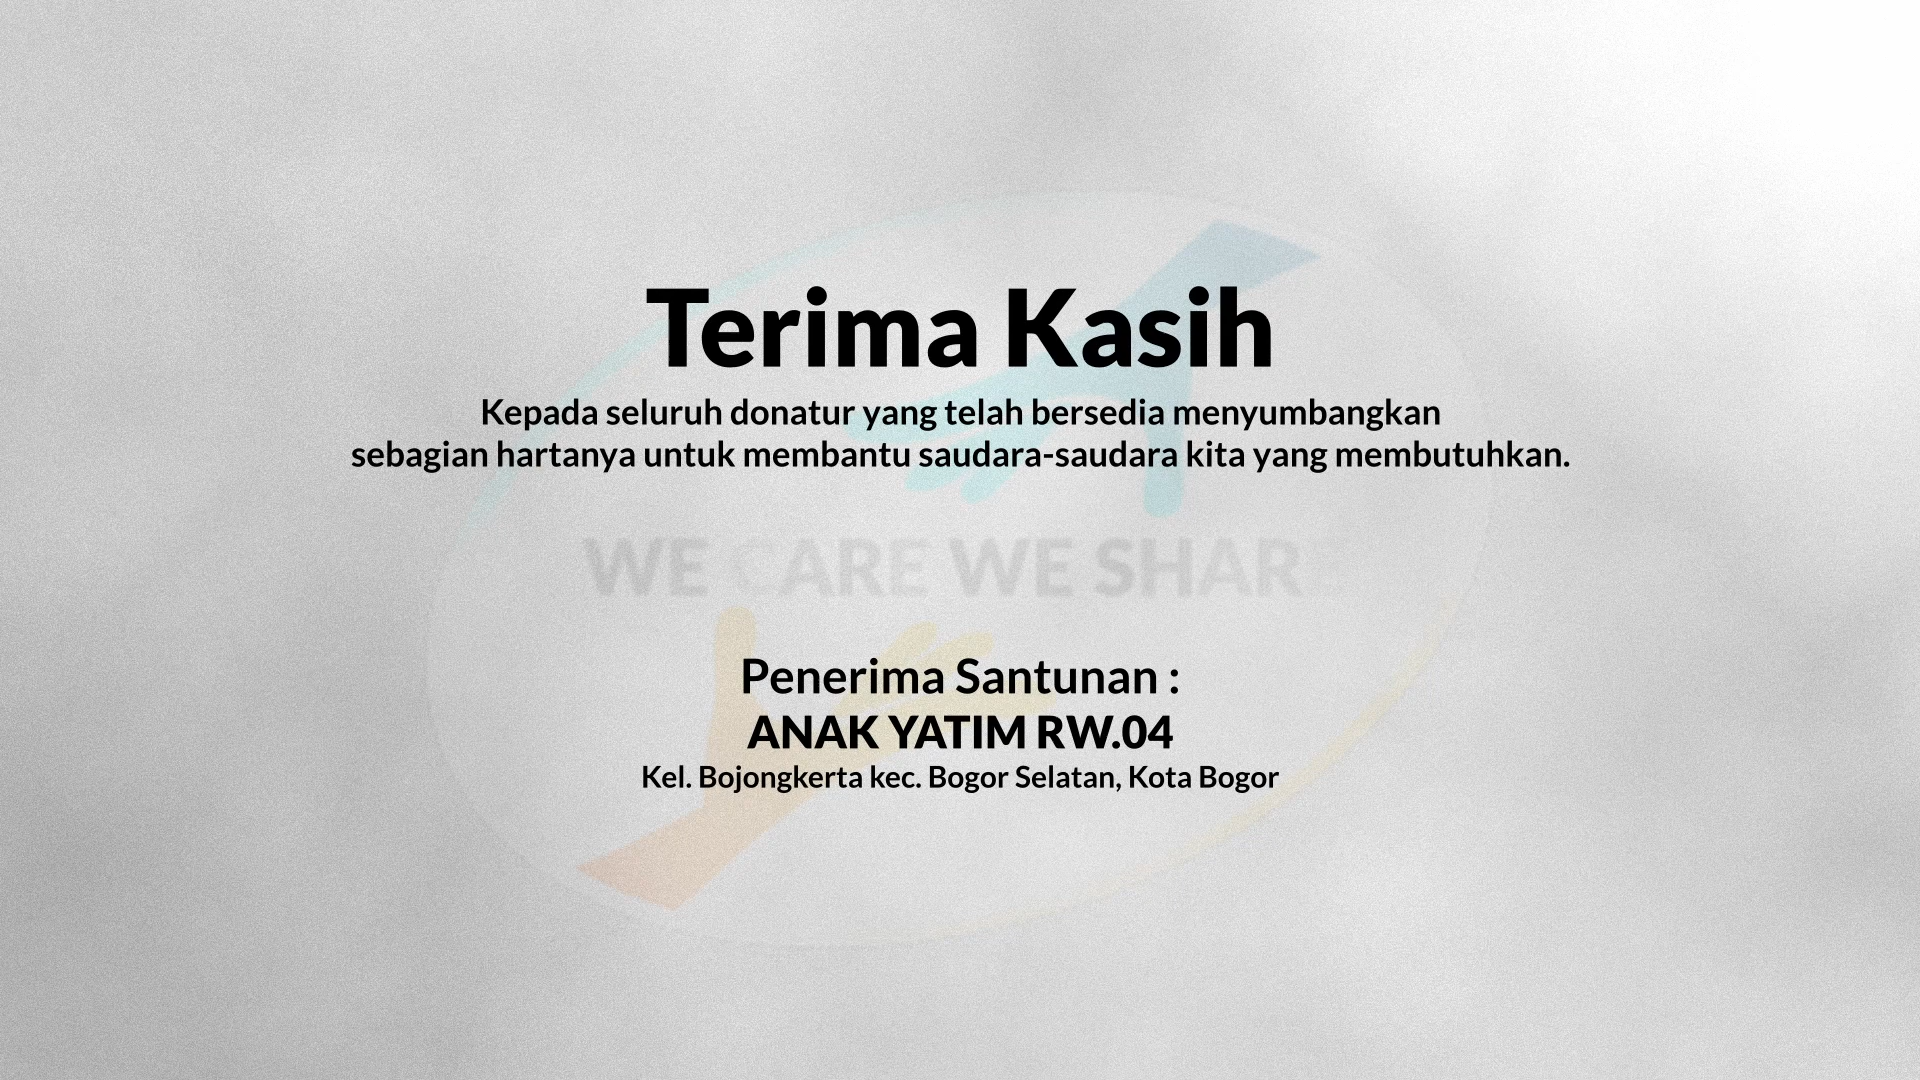 Terima Kasih
Kepada seluruh donatur yang telah bersedia menyumbangkan
sebagian hartanya untuk membantu saudara-saudara kita yang membutuhkan.
WE CARE WE SHARE
Penerima Santunan :
ANAK YATIM RW.04
Kel. Bojongkerta kec. Bogor Selatan, Kota Bogor